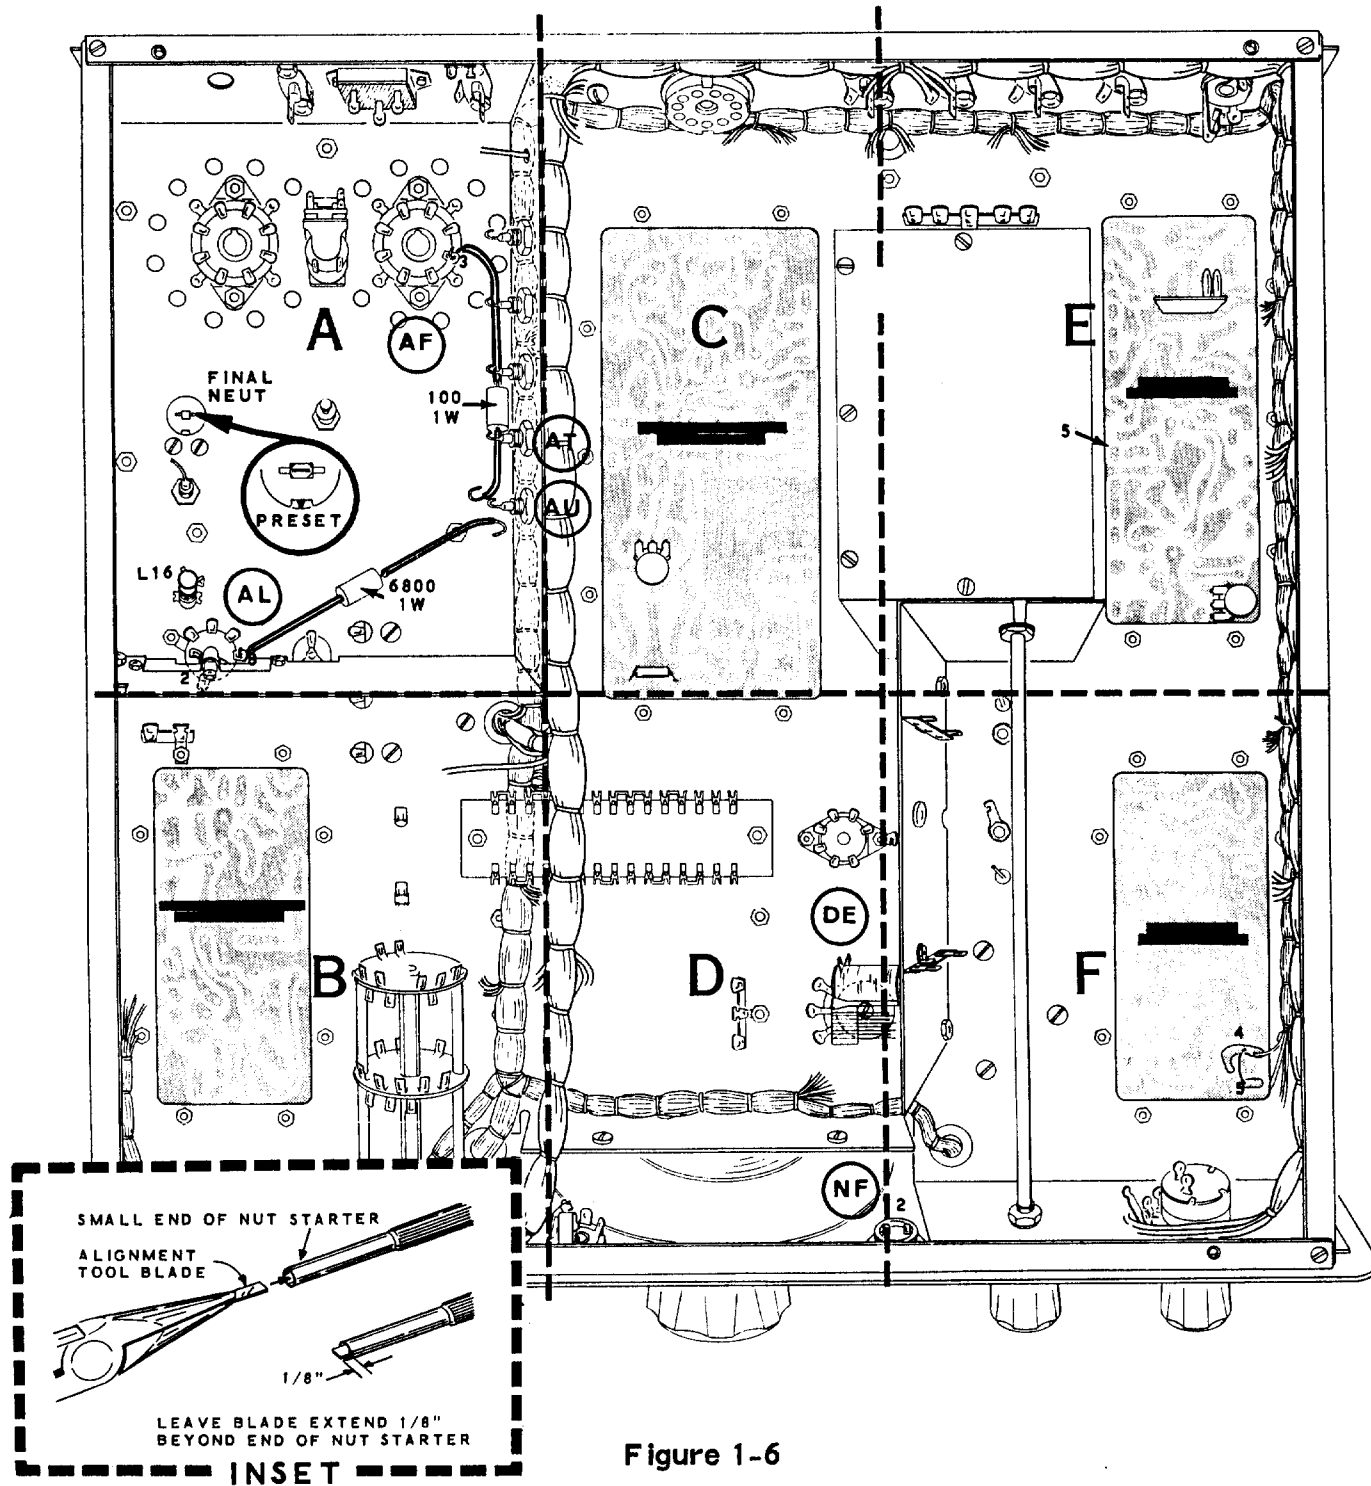 A
AF
3
FINAL
NEUT
100
1W
PRESET
AT
AU
L16
AL
6800
1W
2
C
E
5
B
D
DE
F
4
5
NF
2
SMALL END OF NUT STARTER
ALIGNMENT
TOOL BLADE
1/8"
LEAVE BLADE EXTEND 1/8"
BEYOND END OF NUT STARTER
INSET
Figure 1-6